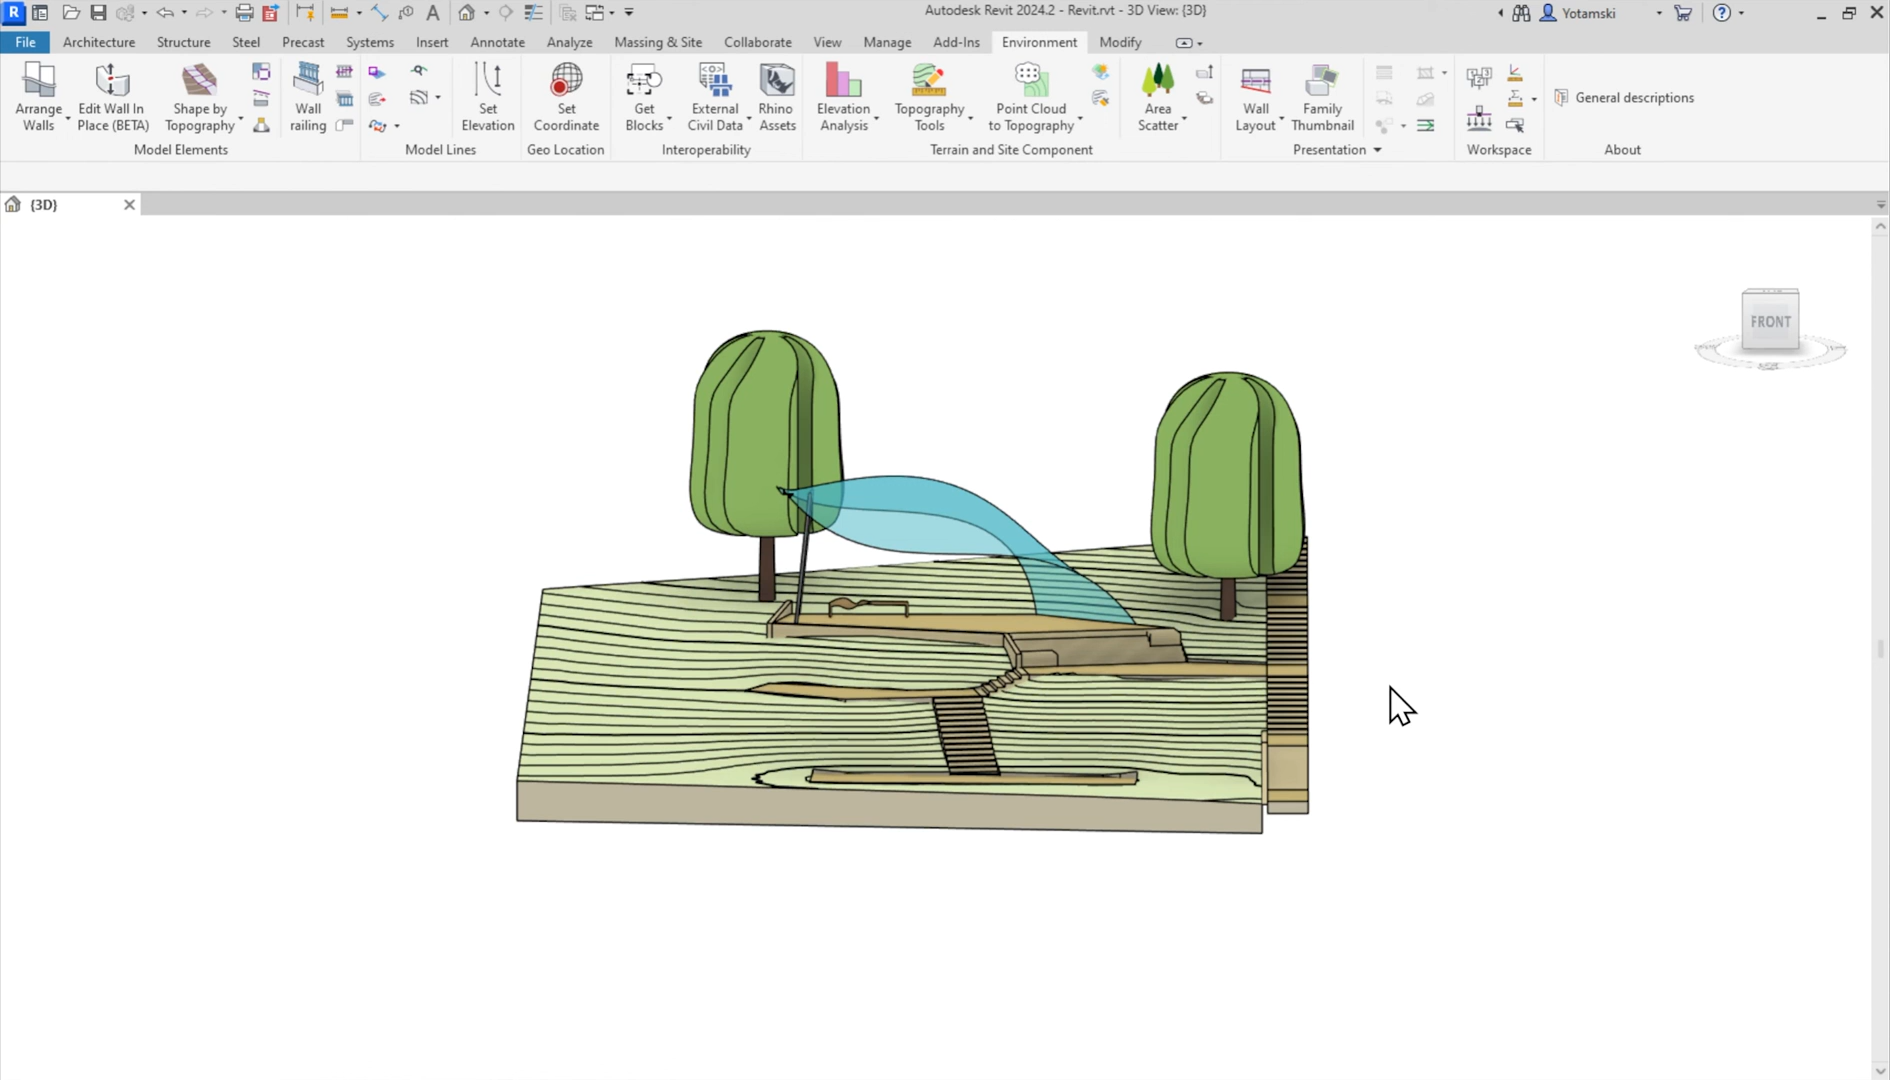 R
Autodesk Revit 2024.2 - Revit.rvt - 3D View: {3D}
Yotamski
File Architecture Structure Steel Precast Systems Insert Annotate Analyze Massing & Site Collaborate View Manage Add-Ins Environment Modify
Arrange Walls
Edit Wall In Place (BETA)
Shape by Topography
Wall railing
Set Elevation
Set Coordinate
Get Blocks
External Civil Data
Rhino Assets
Elevation Analysis
Topography Tools
Point Cloud to Topography
Area Scatter
Wall Layout
Family Thumbnail
General descriptions
Model Elements
Model Lines
Geo Location
Interoperability
Terrain and Site Component
Presentation
Workspace
About
{3D}
FRONT